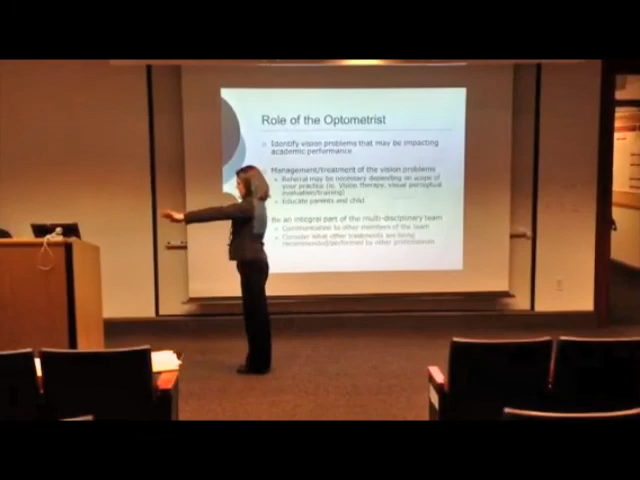 Role of the Optometrist
Identify vision problems that may be impacting
academic performance
Management/treatment of the vision problems
Referral may be necessary depending on scope of
your practice (ie. Vision therapy, visual perceptual
evaluation/training)
Educate parents and child
Be an integral part of the multi-disciplinary team
Communication to other members of the team
Consider what other treatments are being
recommended/performed by other professionals